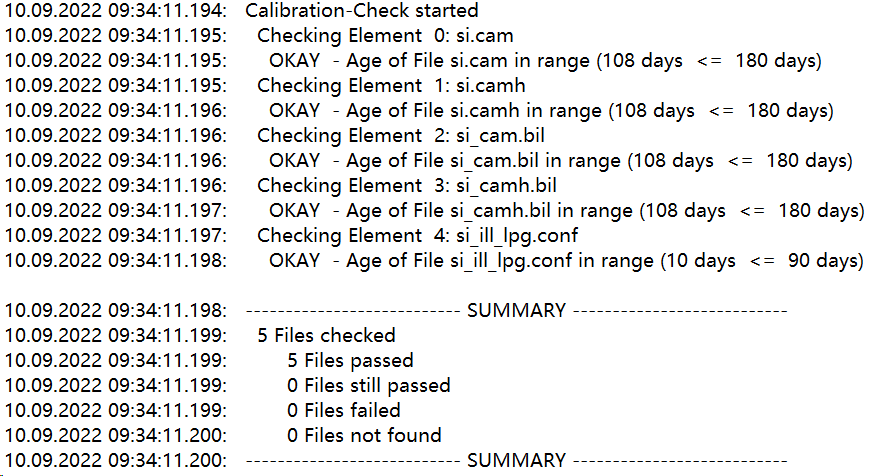 10.09.2022 09:34:11.194: Calibration-Check started
10.09.2022 09:34:11.195: Checking Element 0: si.cam
10.09.2022 09:34:11.195: OKAY - Age of File si.cam in range (108 days <= 180 days)
10.09.2022 09:34:11.195: Checking Element 1: si.camh
10.09.2022 09:34:11.196: OKAY - Age of File si.camh in range (108 days <= 180 days)
10.09.2022 09:34:11.196: Checking Element 2: si_cam.bil
10.09.2022 09:34:11.196: OKAY - Age of File si_cam.bil in range (108 days <= 180 days)
10.09.2022 09:34:11.196: Checking Element 3: si_camh.bil
10.09.2022 09:34:11.197: OKAY - Age of File si_camh.bil in range (108 days <= 180 days)
10.09.2022 09:34:11.197: Checking Element 4: si_ill_lpg.conf
10.09.2022 09:34:11.198: OKAY - Age of File si_ill_lpg.conf in range (10 days <= 90 days)
10.09.2022 09:34:11.198: --------------------------- SUMMARY ---------------------------
10.09.2022 09:34:11.199: 5 Files checked
10.09.2022 09:34:11.199: 5 Files passed
10.09.2022 09:34:11.199: 0 Files still passed
10.09.2022 09:34:11.199: 0 Files failed
10.09.2022 09:34:11.200: 0 Files not found
10.09.2022 09:34:11.200: --------------------------- SUMMARY ---------------------------